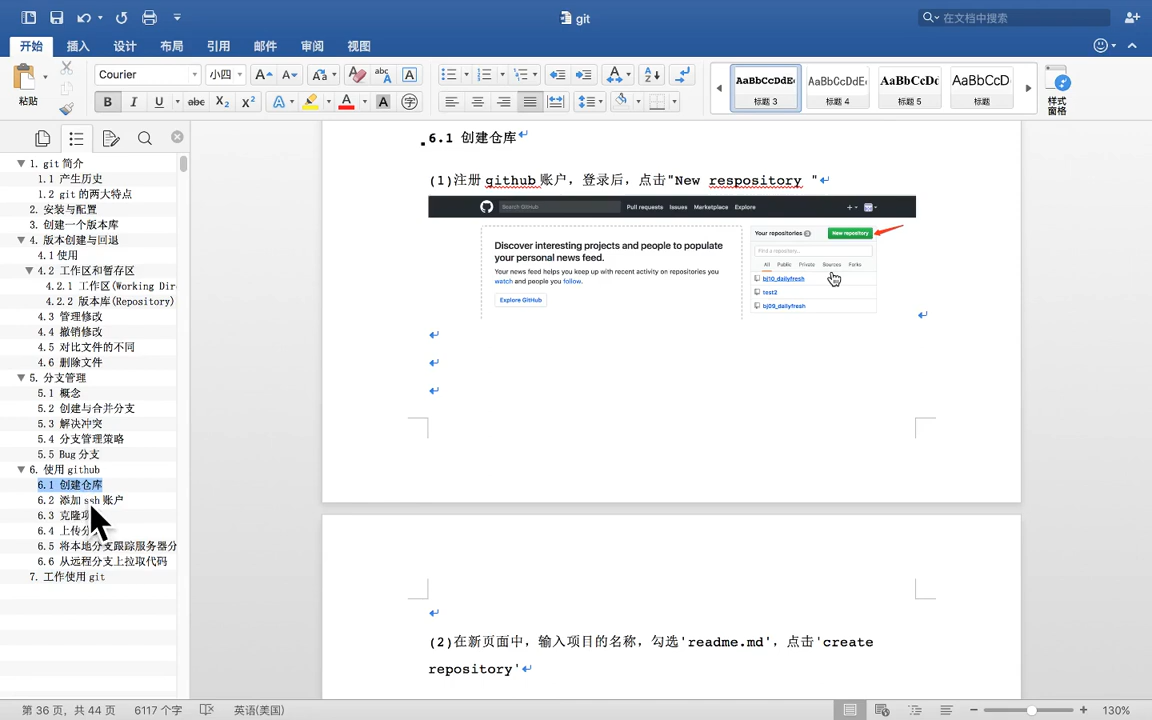 git
在文档中搜索
开始 插入 设计 布局 引用 邮件 审阅 视图
粘贴
Courier 小四
AaBbCcDdEe AaBbCcDdEe AaBbCcDd AaBbCcD
标题 3 标题 4 标题 5 标题
样式
窗格
1. git 简介
1.1 产生历史
1.2 git 的两大特点
2. 安装与配置
3. 创建一个版本库
4. 版本创建与回退
4.1 使用
4.2 工作区和暂存区
4.2.1 工作区(Working Dir
4.2.2 版本库(Repository)
4.3 管理修改
4.4 撤销修改
4.5 对比文件的不同
4.6 删除文件
5. 分支管理
5.1 概念
5.2 创建与合并分支
5.3 解决冲突
5.4 分支管理策略
5.5 Bug 分支
6. 使用 github
6.1 创建仓库
6.2 添加 ssh 账户
6.3 克隆项
6.4 上传分
6.5 将本地分支跟踪服务器分
6.6 从远程分支上拉取代码
7. 工作使用 git
6.1 创建仓库
(1)注册 github 账户，登录后，点击"New respository "
Search GitHub Pull requests Issues Marketplace Explore
Discover interesting projects and people to populate
your personal news feed.
Your news feed helps you keep up with recent activity on repositories you
watch and people you follow.
Explore GitHub
Your repositories 3 New repository
Find a repository...
All Public Private Sources Forks
bj10_dailyfresh
test2
bj09_dailyfresh
(2)在新页面中，输入项目的名称，勾选'readme.md'，点击'create
repository'
第 36 页，共 44 页 6117 个字 英语(美国) 130%